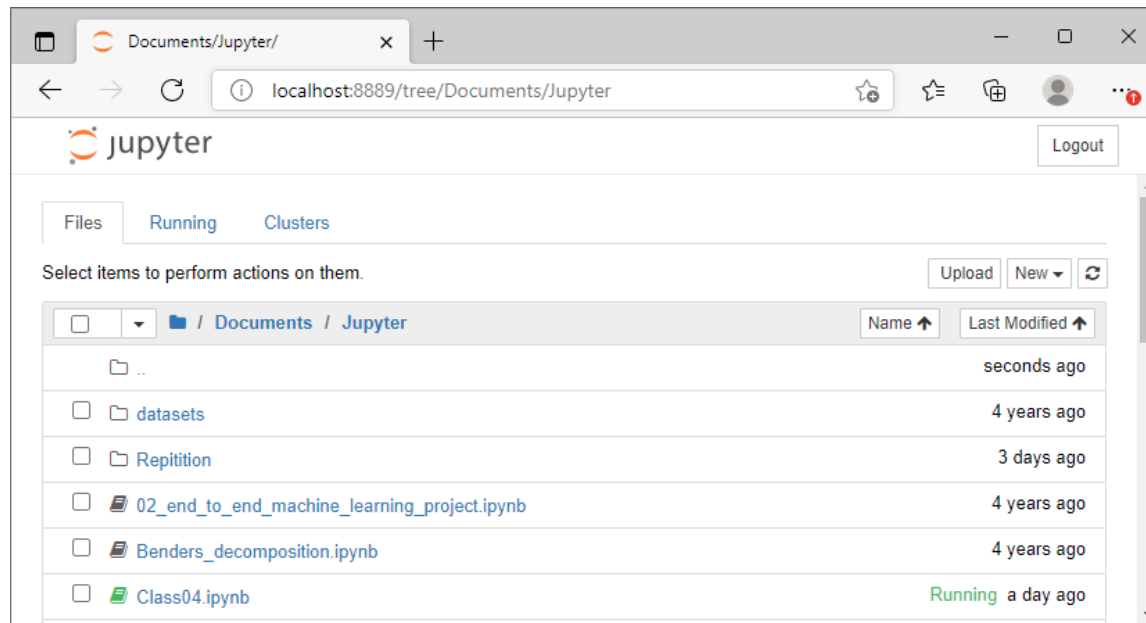 Documents/Jupyter/
localhost:8889/tree/Documents/Jupyter
jupyter
Logout
Files Running Clusters
Select items to perform actions on them.
Upload New
/ Documents / Jupyter Name Last Modified
.. seconds ago
datasets 4 years ago
Repitition 3 days ago
02_end_to_end_machine_learning_project.ipynb 4 years ago
Benders_decomposition.ipynb 4 years ago
Class04.ipynb Running a day ago